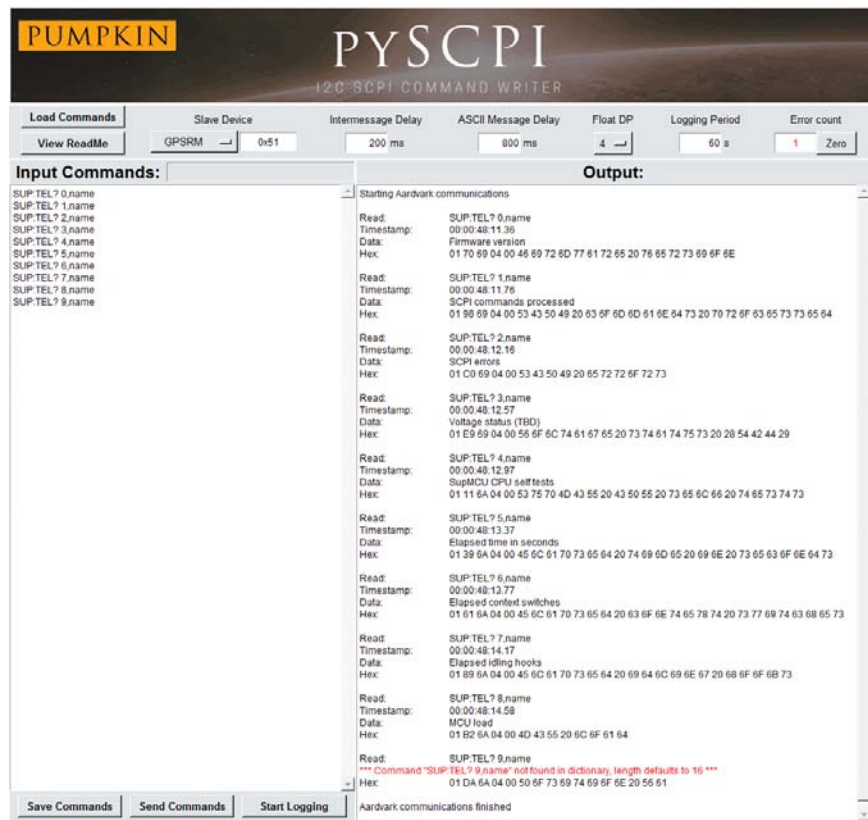 PUMPKIN
PYSCPI
I2C SCPI COMMAND WRITER
Load Commands Slave Device Intermessage Delay ASCII Message Delay Float DP Logging Period Error count
View ReadMe GPSRM 0x51 200 ms 800 ms 4 60 s 1 Zero
Input Commands: Output:
SUP:TEL? 0,name
SUP:TEL? 1,name
SUP:TEL? 2,name
SUP:TEL? 3,name
SUP:TEL? 4,name
SUP:TEL? 5,name
SUP:TEL? 6,name
SUP:TEL? 7,name
SUP:TEL? 8,name
SUP:TEL? 9,name
Starting Aardvark communications
Read: SUP:TEL? 0,name
Timestamp: 00:00:48:11.36
Data: Firmware version
Hex: 01 70 69 04 00 46 69 72 6D 77 61 72 65 20 76 65 72 73 69 6F 6E
Read: SUP:TEL? 1,name
Timestamp: 00:00:48:11.76
Data: SCPI commands processed
Hex: 01 98 69 04 00 53 43 50 49 20 63 6F 6D 6D 61 6E 64 73 20 70 72 6F 63 65 73 73 65 64
Read: SUP:TEL? 2,name
Timestamp: 00:00:48:12.16
Data: SCPI errors
Hex: 01 C0 69 04 00 53 43 50 49 20 65 72 72 6F 72 73
Read: SUP:TEL? 3,name
Timestamp: 00:00:48:12.57
Data: Voltage status (TBD)
Hex: 01 E9 69 04 00 56 6F 6C 74 61 67 65 20 73 74 61 74 75 73 20 28 54 42 44 29
Read: SUP:TEL? 4,name
Timestamp: 00:00:48:12.97
Data: SupMCU CPU self tests
Hex: 01 11 6A 04 00 53 75 70 4D 43 55 20 43 50 55 20 73 65 6C 66 20 74 65 73 74 73
Read: SUP:TEL? 5,name
Timestamp: 00:00:48:13.37
Data: Elapsed time in seconds
Hex: 01 39 6A 04 00 45 6C 61 70 73 65 64 20 74 69 6D 65 20 69 6E 20 73 65 63 6F 6E 64 73
Read: SUP:TEL? 6,name
Timestamp: 00:00:48:13.77
Data: Elapsed context switches
Hex: 01 61 6A 04 00 45 6C 61 70 73 65 64 20 63 6F 6E 74 65 78 74 20 73 77 69 74 63 68 65 73
Read: SUP:TEL? 7,name
Timestamp: 00:00:48:14.17
Data: Elapsed idling hooks
Hex: 01 89 6A 04 00 45 6C 61 70 73 65 64 20 69 64 6C 69 6E 67 20 68 6F 6F 6B 73
Read: SUP:TEL? 8,name
Timestamp: 00:00:48:14.58
Data: MCU load
Hex: 01 B2 6A 04 00 4D 43 55 20 6C 6F 61 64
Read: SUP:TEL? 9,name
*** Command "SUP:TEL? 9,name" not found in dictionary, length defaults to 16 ***
Hex: 01 DA 6A 04 00 50 6F 73 69 74 69 6F 6E 20 56 61
Aardvark communications finished
Save Commands Send Commands Start Logging